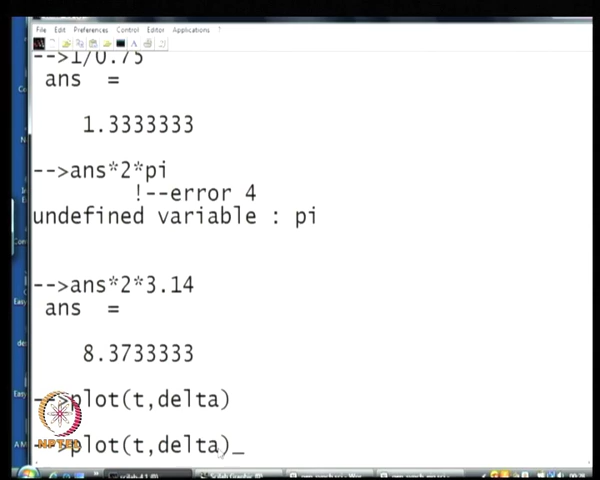 File Edit Preferences Control Editor Applications ?
-->1/0.75
ans =
1.3333333
-->ans*2*pi
!--error 4
undefined variable : pi
-->ans*2*3.14
ans =
8.3733333
-->plot(t,delta)
-->plot(t,delta)_
NPTEL